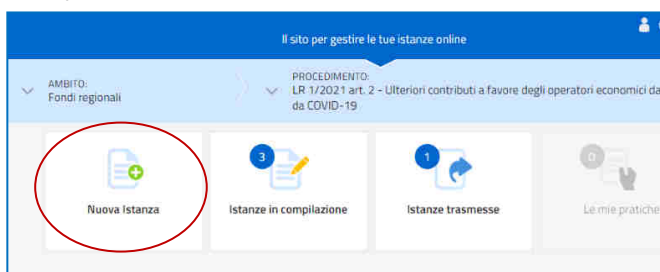 Il sito per gestire le tue istanze online
AMBITO:
Fondi regionali
PROCEDIMENTO:
LR 1/2021 art. 2 - Ulteriori contributi a favore degli operatori economici da
da COVID-19
3
1
0
Nuova Istanza
Istanze in compilazione
Istanze trasmesse
Le mie pratiche